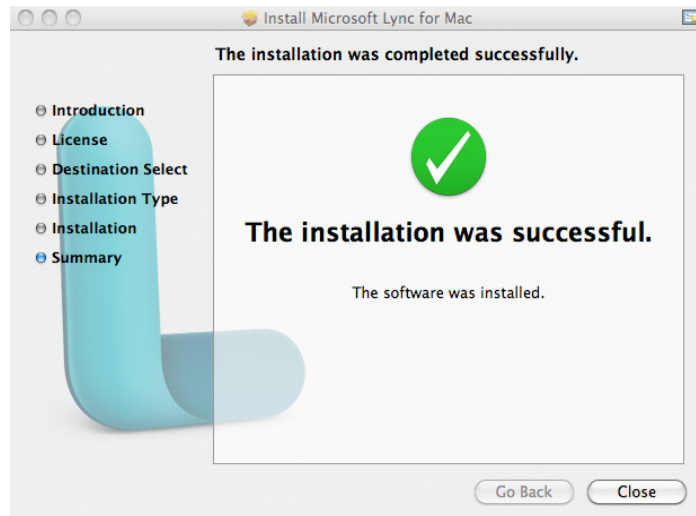 Install Microsoft Lync for Mac
The installation was completed successfully.
Introduction
License
Destination Select
Installation Type
Installation
Summary
The installation was successful.
The software was installed.
Go Back
Close